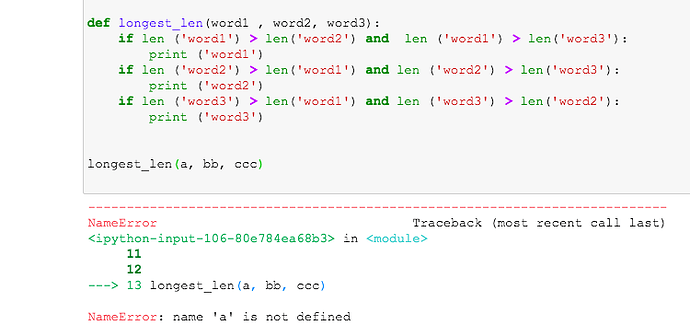 def longest_len(word1 , word2, word3):
    if len ('word1') > len('word2') and  len ('word1') > len('word3'):
        print ('word1')
    if len ('word2') > len('word1') and len ('word2') > len('word3'):
        print ('word2')
    if len ('word3') > len('word1') and len ('word3') > len('word2'):
        print ('word3')
longest_len(a, bb, ccc)
---------------------------------------------------------------------------
NameError                                 Traceback (most recent call last)
<ipython-input-106-80e784ea68b3> in <module>
     11
     12
---> 13 longest_len(a, bb, ccc)
NameError: name 'a' is not defined